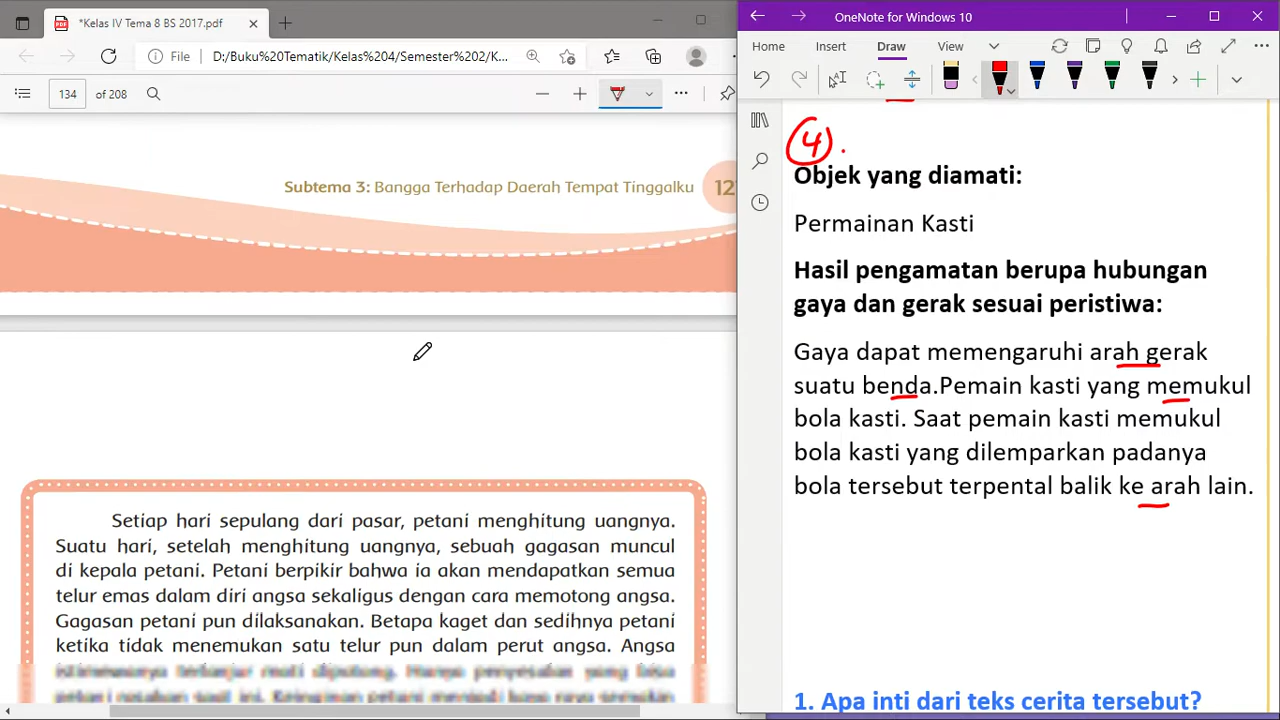 *Kelas IV Tema 8 BS 2017.pdf
File
D:/Buku%20Tematik/Kelas%204/Semester%202/K...
134 of 208
Subtema 3: Bangga Terhadap Daerah Tempat Tinggalku
Setiap hari sepulang dari pasar, petani menghitung uangnya.
Suatu hari, setelah menghitung uangnya, sebuah gagasan muncul
di kepala petani. Petani berpikir bahwa ia akan mendapatkan semua
telur emas dalam diri angsa sekaligus dengan cara memotong angsa.
Gagasan petani pun dilaksanakan. Betapa kaget dan sedihnya petani
ketika tidak menemukan satu telur pun dalam perut angsa. Angsa
OneNote for Windows 10
Home Insert Draw View
4.
Objek yang diamati:
Permainan Kasti
Hasil pengamatan berupa hubungan
gaya dan gerak sesuai peristiwa:
Gaya dapat memengaruhi arah gerak
suatu benda.Pemain kasti yang memukul
bola kasti. Saat pemain kasti memukul
bola kasti yang dilemparkan padanya
bola tersebut terpental balik ke arah lain.
1. Apa inti dari teks cerita tersebut?